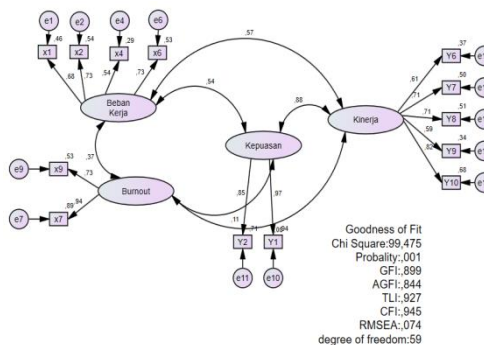 e1
e2
e4
e6
,46
,54
,29
,53
x1
x2
x4
x6
,68
,73
,54
,73
Beban
Kerja
,57
,54
,88
,37
Kepuasan
Kinerja
,61
,71
,71
,59
,82
,37
Y6
,50
Y7
,51
Y8
,34
Y9
,68
Y10
e9
,53
x9
,73
Burnout
e7
,89
x7
,94
,85
,97
,11
,71
Y2
,94
Y1
e11
e10
Goodness of Fit
Chi Square:99,475
Probality:,001
GFI:,899
AGFI:,844
TLI:,927
CFI:,945
RMSEA:,074
degree of freedom:59